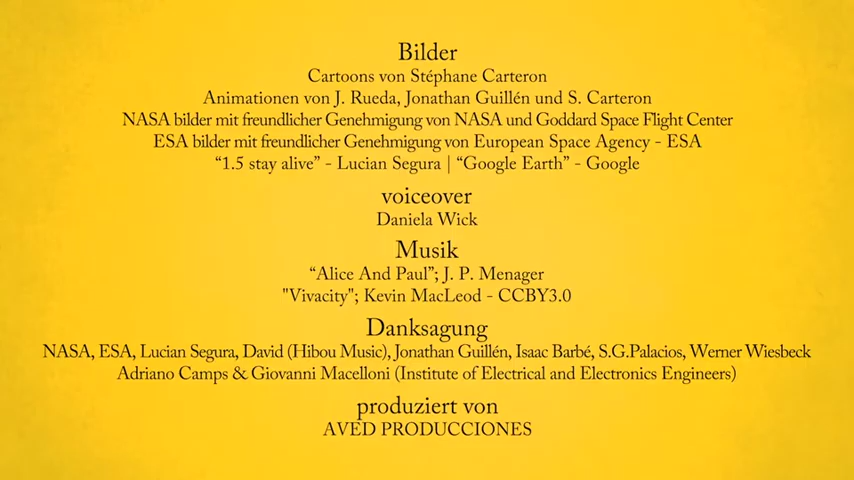 Bilder
Cartoons von Stéphane Carteron
Animationen von J. Rueda, Jonathan Guillén und S. Carteron
NASA bilder mit freundlicher Genehmigung von NASA und Goddard Space Flight Center
ESA bilder mit freundlicher Genehmigung von European Space Agency - ESA
“1.5 stay alive” - Lucian Segura | “Google Earth” - Google
voiceover
Daniela Wick
Musik
“Alice And Paul”; J. P. Menager
"Vivacity"; Kevin MacLeod - CCBY3.0
Danksagung
NASA, ESA, Lucian Segura, David (Hibou Music), Jonathan Guillén, Isaac Barbé, S.G.Palacios, Werner Wiesbeck
Adriano Camps & Giovanni Macelloni (Institute of Electrical and Electronics Engineers)
produziert von
AVED PRODUCCIONES